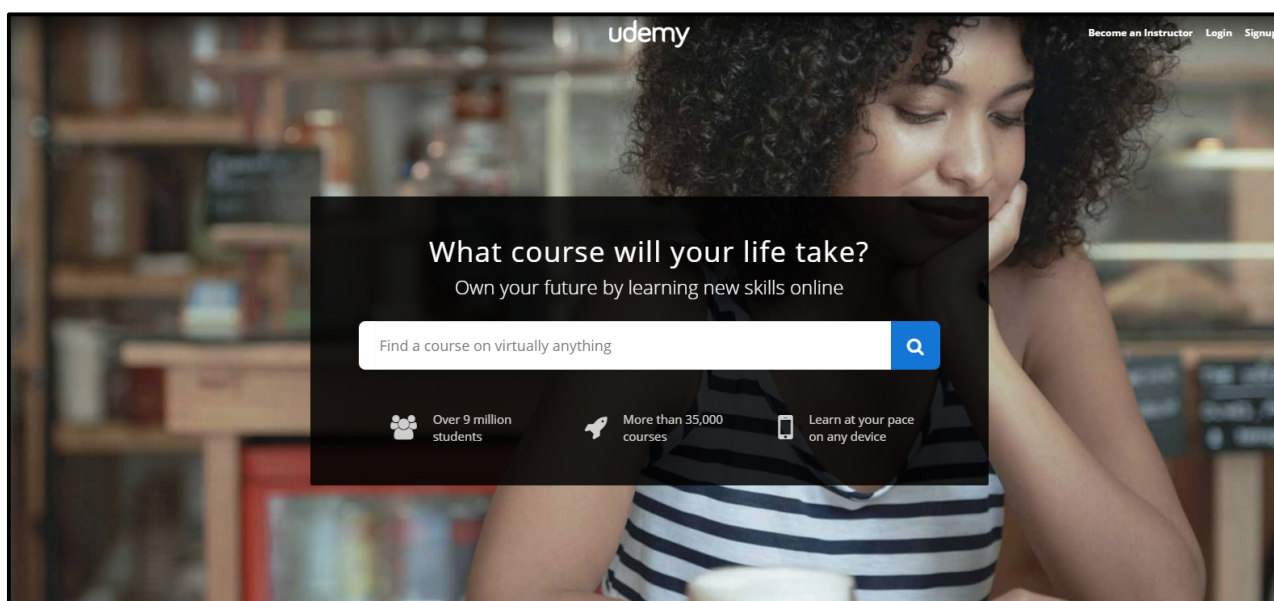 udemy
Become an Instructor Login Signup
What course will your life take?
Own your future by learning new skills online
Find a course on virtually anything
Over 9 million
students
More than 35,000
courses
Learn at your pace
on any device